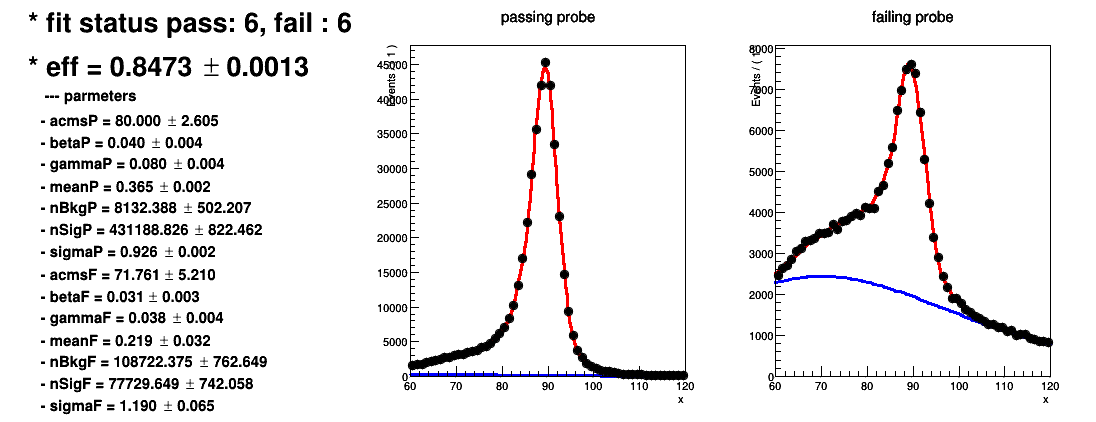 * fit status pass: 6, fail : 6
* eff = 0.8473 ± 0.0013
--- parmeters
- acmsP = 80.000 ± 2.605
- betaP = 0.040 ± 0.004
- gammaP = 0.080 ± 0.004
- meanP = 0.365 ± 0.002
- nBkgP = 8132.388 ± 502.207
- nSigP = 431188.826 ± 822.462
- sigmaP = 0.926 ± 0.002
- acmsF = 71.761 ± 5.210
- betaF = 0.031 ± 0.003
- gammaF = 0.038 ± 0.004
- meanF = 0.219 ± 0.032
- nBkgF = 108722.375 ± 762.649
- nSigF = 77729.649 ± 742.058
- sigmaF = 1.190 ± 0.065
passing probe
Events / ( 1 )
45000
40000
35000
30000
25000
20000
15000
10000
5000
0
60 70 80 90 100 110 120
x
failing probe
Events / ( 1 )
8000
7000
6000
5000
4000
3000
2000
1000
0
60 70 80 90 100 110 120
x